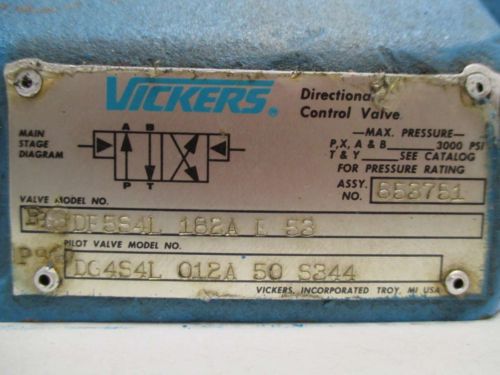 VICKERS®
Directional
Control Valve
MAIN
STAGE
DIAGRAM
A B
P T
—MAX. PRESSURE—
P,X, A & B 3000 PSI
T & Y SEE CATALOG
FOR PRESSURE RATING
ASSY.
NO. 653751
VALVE MODEL NO.
DF5S4L 182A L 53
PILOT VALVE MODEL NO.
DG4S4L 012A 50 S344
VICKERS, INCORPORATED TROY, MI USA